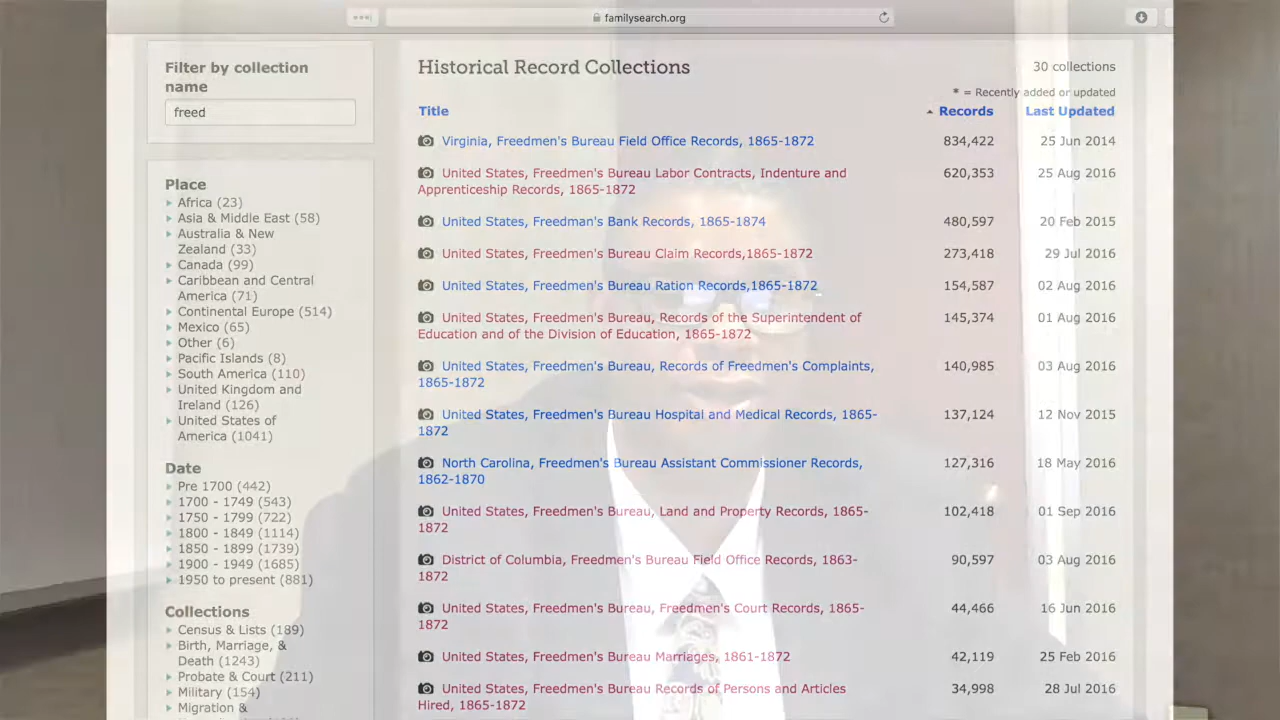 familysearch.org
Filter by collection
name
freed
Place
Africa (23)
Asia & Middle East (58)
Australia & New
Zealand (33)
Canada (99)
Caribbean and Central
America (71)
Continental Europe (514)
Mexico (65)
Other (6)
Pacific Islands (8)
South America (110)
United Kingdom and
Ireland (126)
United States of
America (1041)
Date
Pre 1700 (442)
1700 - 1749 (543)
1750 - 1799 (722)
1800 - 1849 (1114)
1850 - 1899 (1739)
1900 - 1949 (1685)
1950 to present (881)
Collections
Census & Lists (189)
Birth, Marriage, &
Death (1243)
Probate & Court (211)
Military (154)
Migration &
Historical Record Collections 30 collections
* = Recently added or updated
Title Records Last Updated
Virginia, Freedmen's Bureau Field Office Records, 1865-1872 834,422 25 Jun 2014
United States, Freedmen's Bureau Labor Contracts, Indenture and 620,353 25 Aug 2016
Apprenticeship Records, 1865-1872
United States, Freedman's Bank Records, 1865-1874 480,597 20 Feb 2015
United States, Freedmen's Bureau Claim Records,1865-1872 273,418 29 Jul 2016
United States, Freedmen's Bureau Ration Records,1865-1872 154,587 02 Aug 2016
United States, Freedmen's Bureau, Records of the Superintendent of 145,374 01 Aug 2016
Education and of the Division of Education, 1865-1872
United States, Freedmen's Bureau, Records of Freedmen's Complaints, 140,985 03 Aug 2016
1865-1872
United States, Freedmen's Bureau Hospital and Medical Records, 1865- 137,124 12 Nov 2015
1872
North Carolina, Freedmen's Bureau Assistant Commissioner Records, 127,316 18 May 2016
1862-1870
United States, Freedmen's Bureau, Land and Property Records, 1865- 102,418 01 Sep 2016
1872
District of Columbia, Freedmen's Bureau Field Office Records, 1863- 90,597 03 Aug 2016
1872
United States, Freedmen's Bureau, Freedmen's Court Records, 1865- 44,466 16 Jun 2016
1872
United States, Freedmen's Bureau Marriages, 1861-1872 42,119 25 Feb 2016
United States, Freedmen's Bureau Records of Persons and Articles 34,998 28 Jul 2016
Hired, 1865-1872